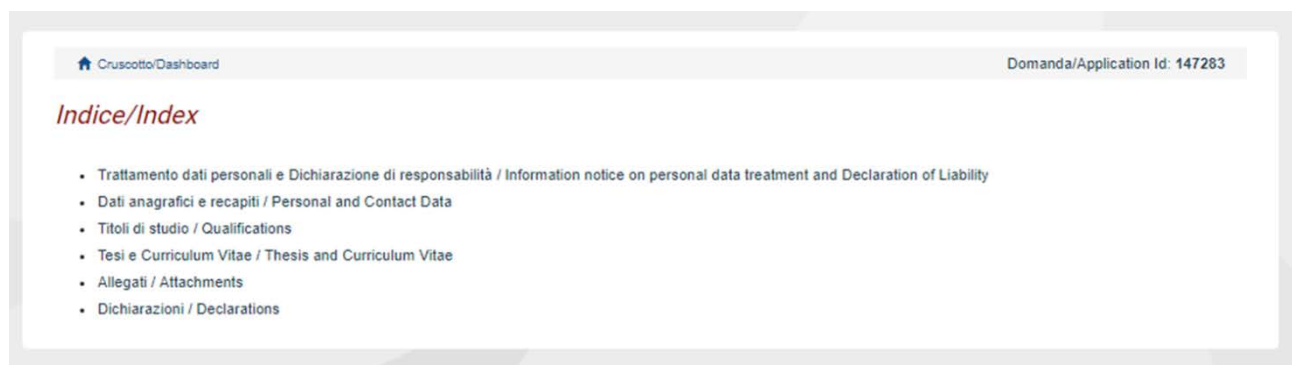 Cruscotto/Dashboard
Domanda/Application Id: 147283
Indice/Index
Trattamento dati personali e Dichiarazione di responsabilità / Information notice on personal data treatment and Declaration of Liability
Dati anagrafici e recapiti / Personal and Contact Data
Titoli di studio / Qualifications
Tesi e Curriculum Vitae / Thesis and Curriculum Vitae
Allegati / Attachments
Dichiarazioni / Declarations